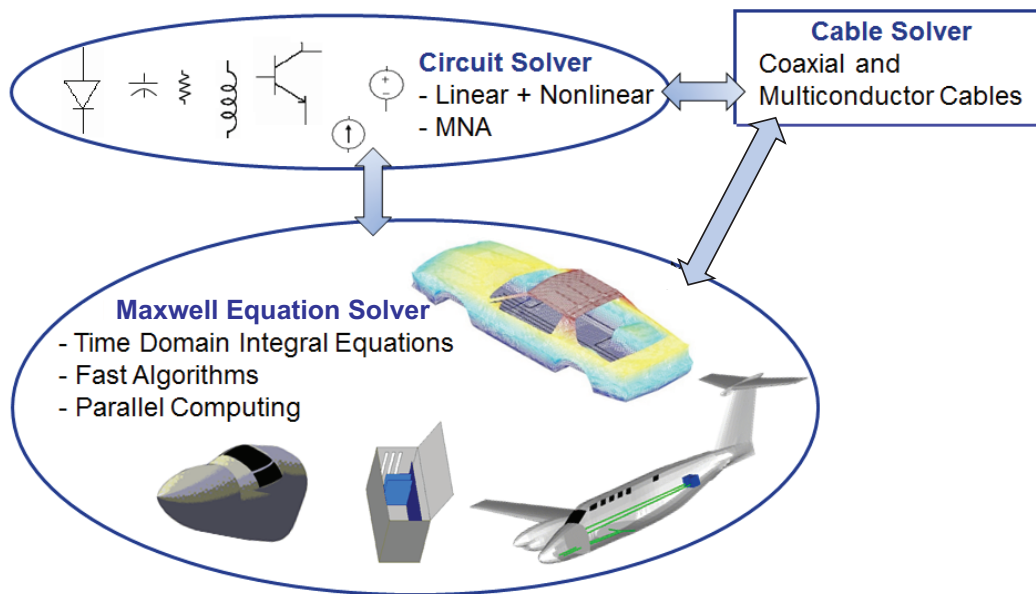 Circuit Solver
- Linear + Nonlinear
- MNA
Cable Solver
Coaxial and
Multiconductor Cables
Maxwell Equation Solver
- Time Domain Integral Equations
- Fast Algorithms
- Parallel Computing